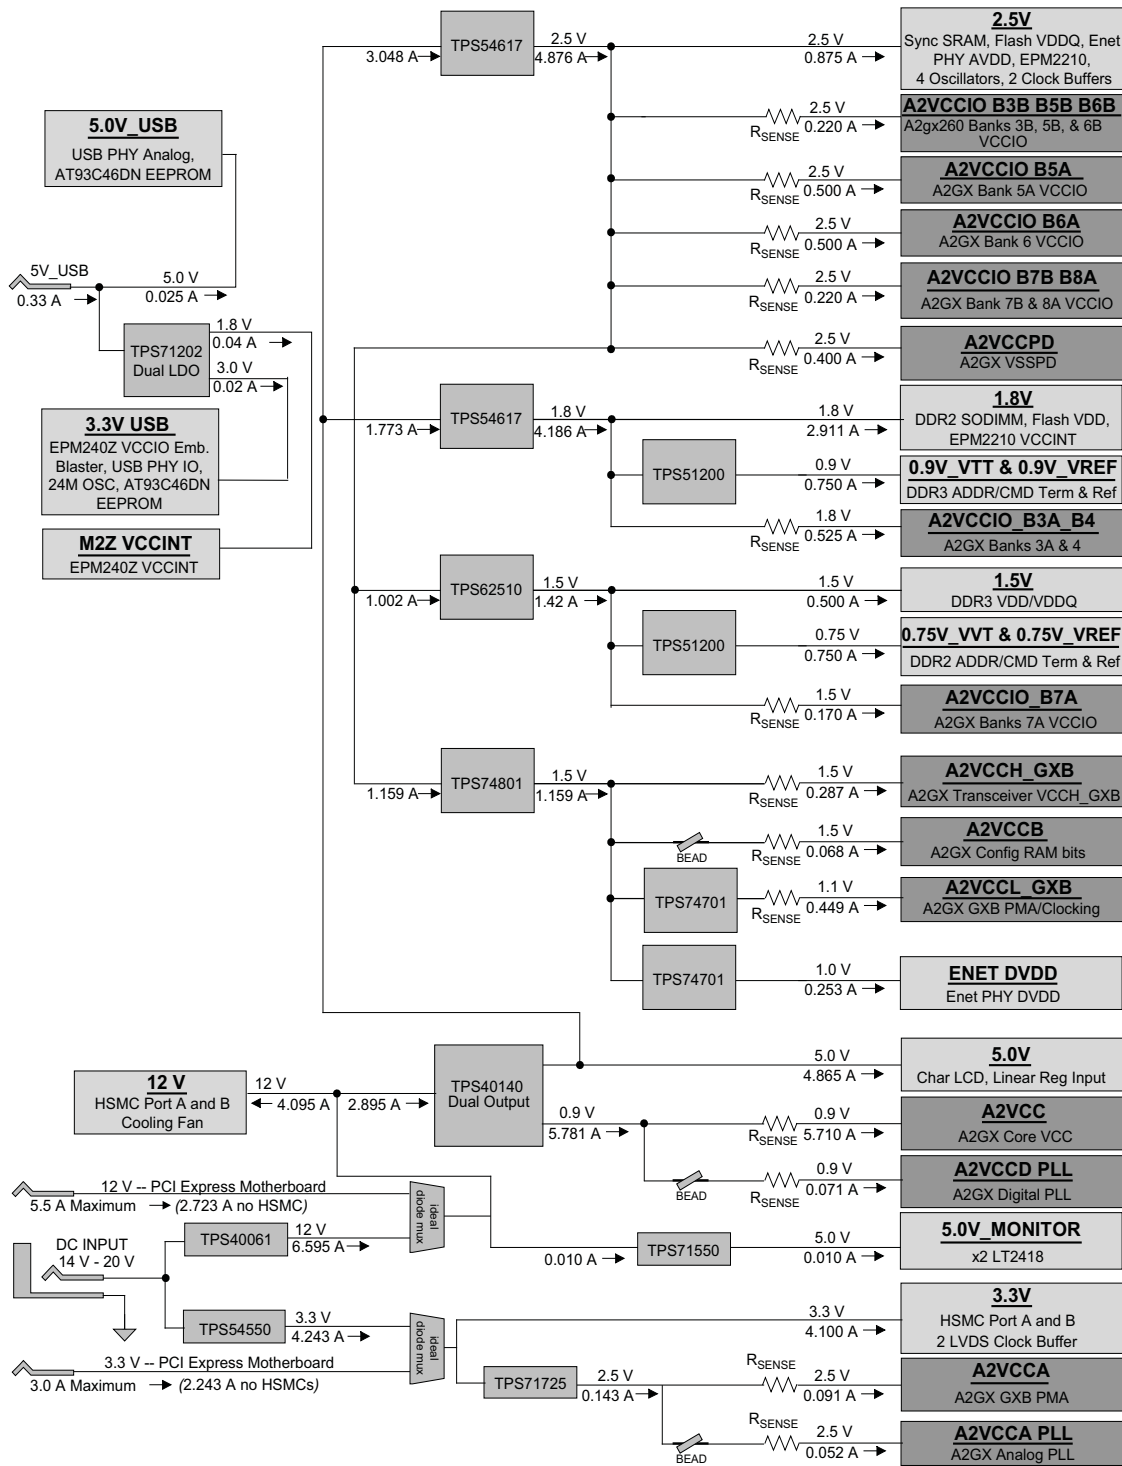 TPS54617
3.048 A
2.5 V
4.876 A
2.5 V
0.875 A
2.5V
Sync SRAM, Flash VDDQ, Enet
PHY AVDD, EPM2210,
4 Oscillators, 2 Clock Buffers
2.5 V
RSENSE 0.220 A
A2VCCIO B3B B5B B6B
A2gx260 Banks 3B, 5B, & 6B
VCCIO
2.5 V
RSENSE 0.500 A
A2VCCIO B5A
A2GX Bank 5A VCCIO
2.5 V
RSENSE 0.500 A
A2VCCIO B6A
A2GX Bank 6 VCCIO
2.5 V
RSENSE 0.220 A
A2VCCIO B7B B8A
A2GX Bank 7B & 8A VCCIO
2.5 V
RSENSE 0.400 A
A2VCCPD
A2GX VSSPD
5.0V_USB
USB PHY Analog,
AT93C46DN EEPROM
5V_USB
0.33 A
5.0 V
0.025 A
TPS71202
Dual LDO
1.8 V
0.04 A
3.0 V
0.02 A
3.3V USB
EPM240Z VCCIO Emb.
Blaster, USB PHY IO,
24M OSC, AT93C46DN
EEPROM
M2Z VCCINT
EPM240Z VCCINT
TPS54617
1.773 A
1.8 V
4.186 A
1.8 V
2.911 A
1.8V
DDR2 SODIMM, Flash VDD,
EPM2210 VCCINT
TPS51200
0.9 V
0.750 A
0.9V_VTT & 0.9V_VREF
DDR3 ADDR/CMD Term & Ref
1.8 V
RSENSE 0.525 A
A2VCCIO_B3A_B4
A2GX Banks 3A & 4
TPS62510
1.002 A
1.5 V
1.42 A
1.5 V
0.500 A
1.5V
DDR3 VDD/VDDQ
TPS51200
0.75 V
0.750 A
0.75V_VVT & 0.75V_VREF
DDR2 ADDR/CMD Term & Ref
1.5 V
RSENSE 0.170 A
A2VCCIO_B7A
A2GX Banks 7A VCCIO
TPS74801
1.159 A
1.5 V
1.159 A
1.5 V
RSENSE 0.287 A
A2VCCH_GXB
A2GX Transceiver VCCH_GXB
BEAD
1.5 V
RSENSE 0.068 A
A2VCCB
A2GX Config RAM bits
TPS74701
1.1 V
RSENSE 0.449 A
A2VCCL_GXB
A2GX GXB PMA/Clocking
TPS74701
1.0 V
0.253 A
ENET DVDD
Enet PHY DVDD
12 V
HSMC Port A and B
Cooling Fan
12 V
4.095 A
2.895 A
TPS40140
Dual Output
5.0 V
4.865 A
5.0V
Char LCD, Linear Reg Input
0.9 V
5.781 A
0.9 V
RSENSE 5.710 A
A2VCC
A2GX Core VCC
BEAD
0.9 V
RSENSE 0.071 A
A2VCCD PLL
A2GX Digital PLL
12 V -- PCI Express Motherboard
5.5 A Maximum (2.723 A no HSMC)
ideal
diode mux
DC INPUT
14 V - 20 V
TPS40061
12 V
6.595 A
0.010 A
TPS71550
5.0 V
0.010 A
5.0V_MONITOR
x2 LT2418
TPS54550
3.3 V
4.243 A
ideal
diode mux
3.3 V
4.100 A
3.3V
HSMC Port A and B
2 LVDS Clock Buffer
3.3 V -- PCI Express Motherboard
3.0 A Maximum (2.243 A no HSMCs)
TPS71725
2.5 V
0.143 A
RSENSE
2.5 V
0.091 A
A2VCCA
A2GX GXB PMA
BEAD
RSENSE
2.5 V
0.052 A
A2VCCA PLL
A2GX Analog PLL